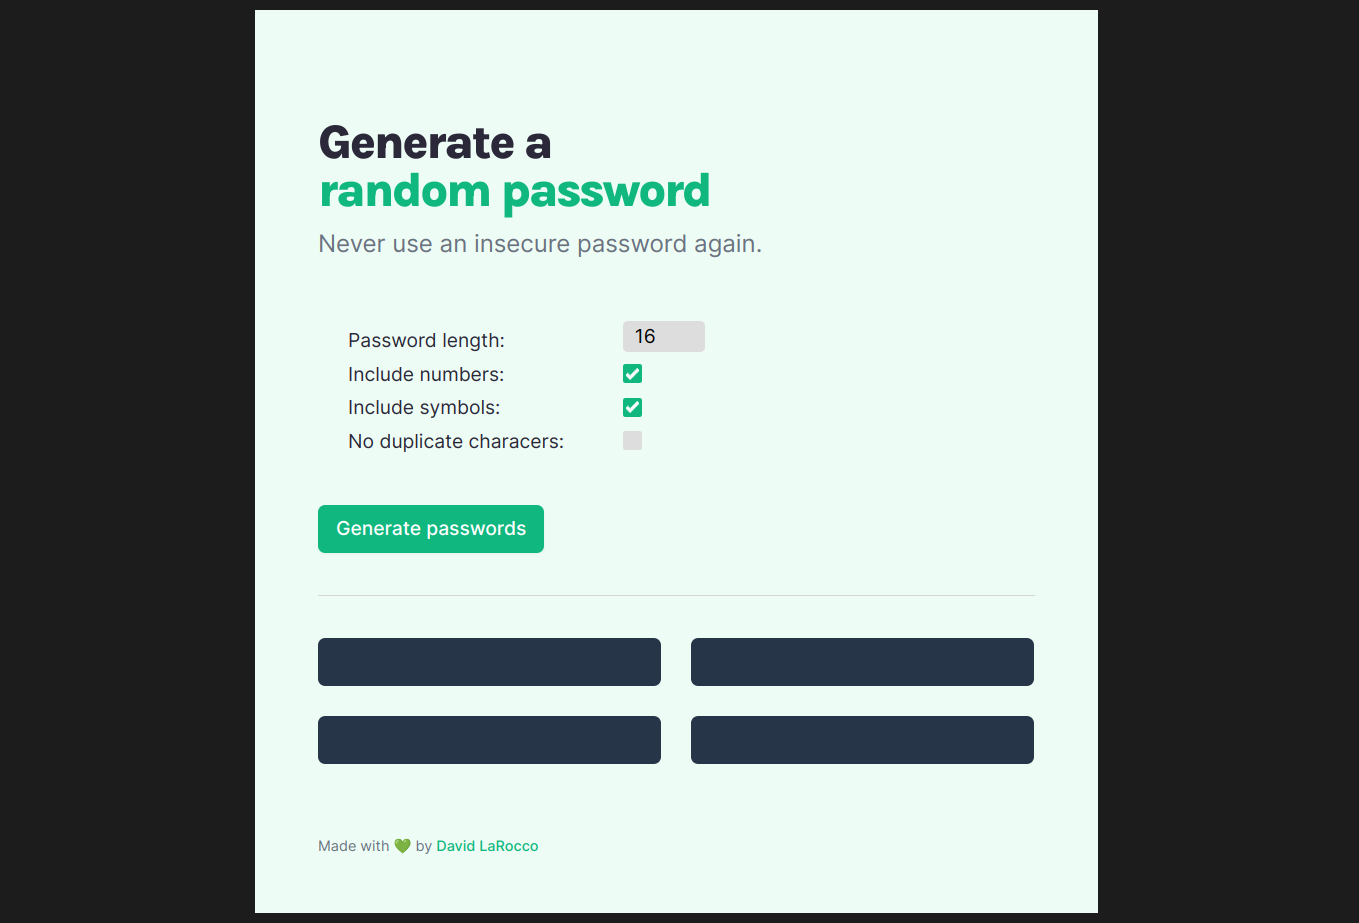 Generate a
random password
Never use an insecure password again.
Password length: 16
Include numbers:
Include symbols:
No duplicate characers:
Generate passwords
Made with 💚 by David LaRocco